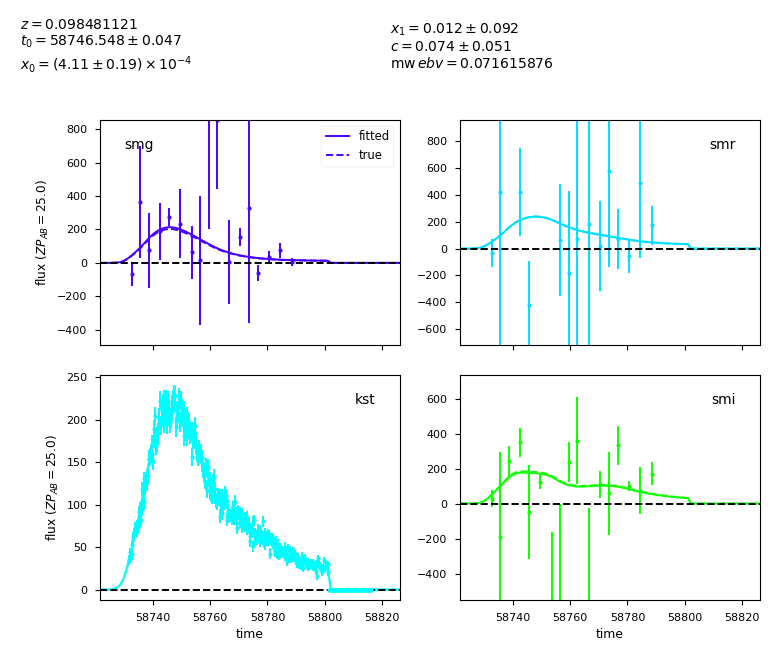 z = 0.098481121
t₀ = 58746.548 ± 0.047
x₀ = (4.11 ± 0.19) × 10⁻⁴
x₁ = 0.012 ± 0.092
c = 0.074 ± 0.051
mw ebv = 0.071615876
smg
fitted
true
800
600
400
200
0
−200
−400
flux (ZP_AB = 25.0)
smr
800
600
400
200
0
−200
−400
−600
kst
250
200
150
100
50
0
flux (ZP_AB = 25.0)
58740 58760 58780 58800 58820
time
smi
600
400
200
0
−200
−400
58740 58760 58780 58800 58820
time